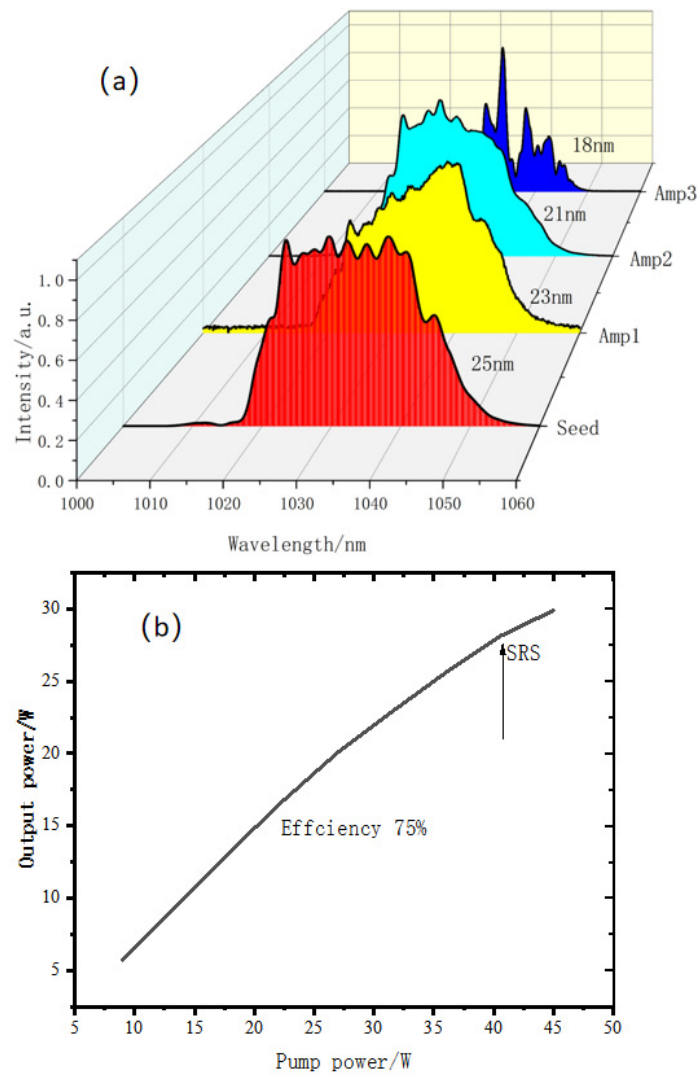 (a)
18nm
Amp3
21nm
Amp2
23nm
Amp1
25nm
Seed
Intensity/a.u.
1.0
0.8
0.6
0.4
0.2
0.0
1000 1010 1020 1030 1040 1050 1060
Wavelength/nm
(b)
SRS
Effciency 75%
Output power/W
30
25
20
15
10
5
5 10 15 20 25 30 35 40 45 50
Pump power/W